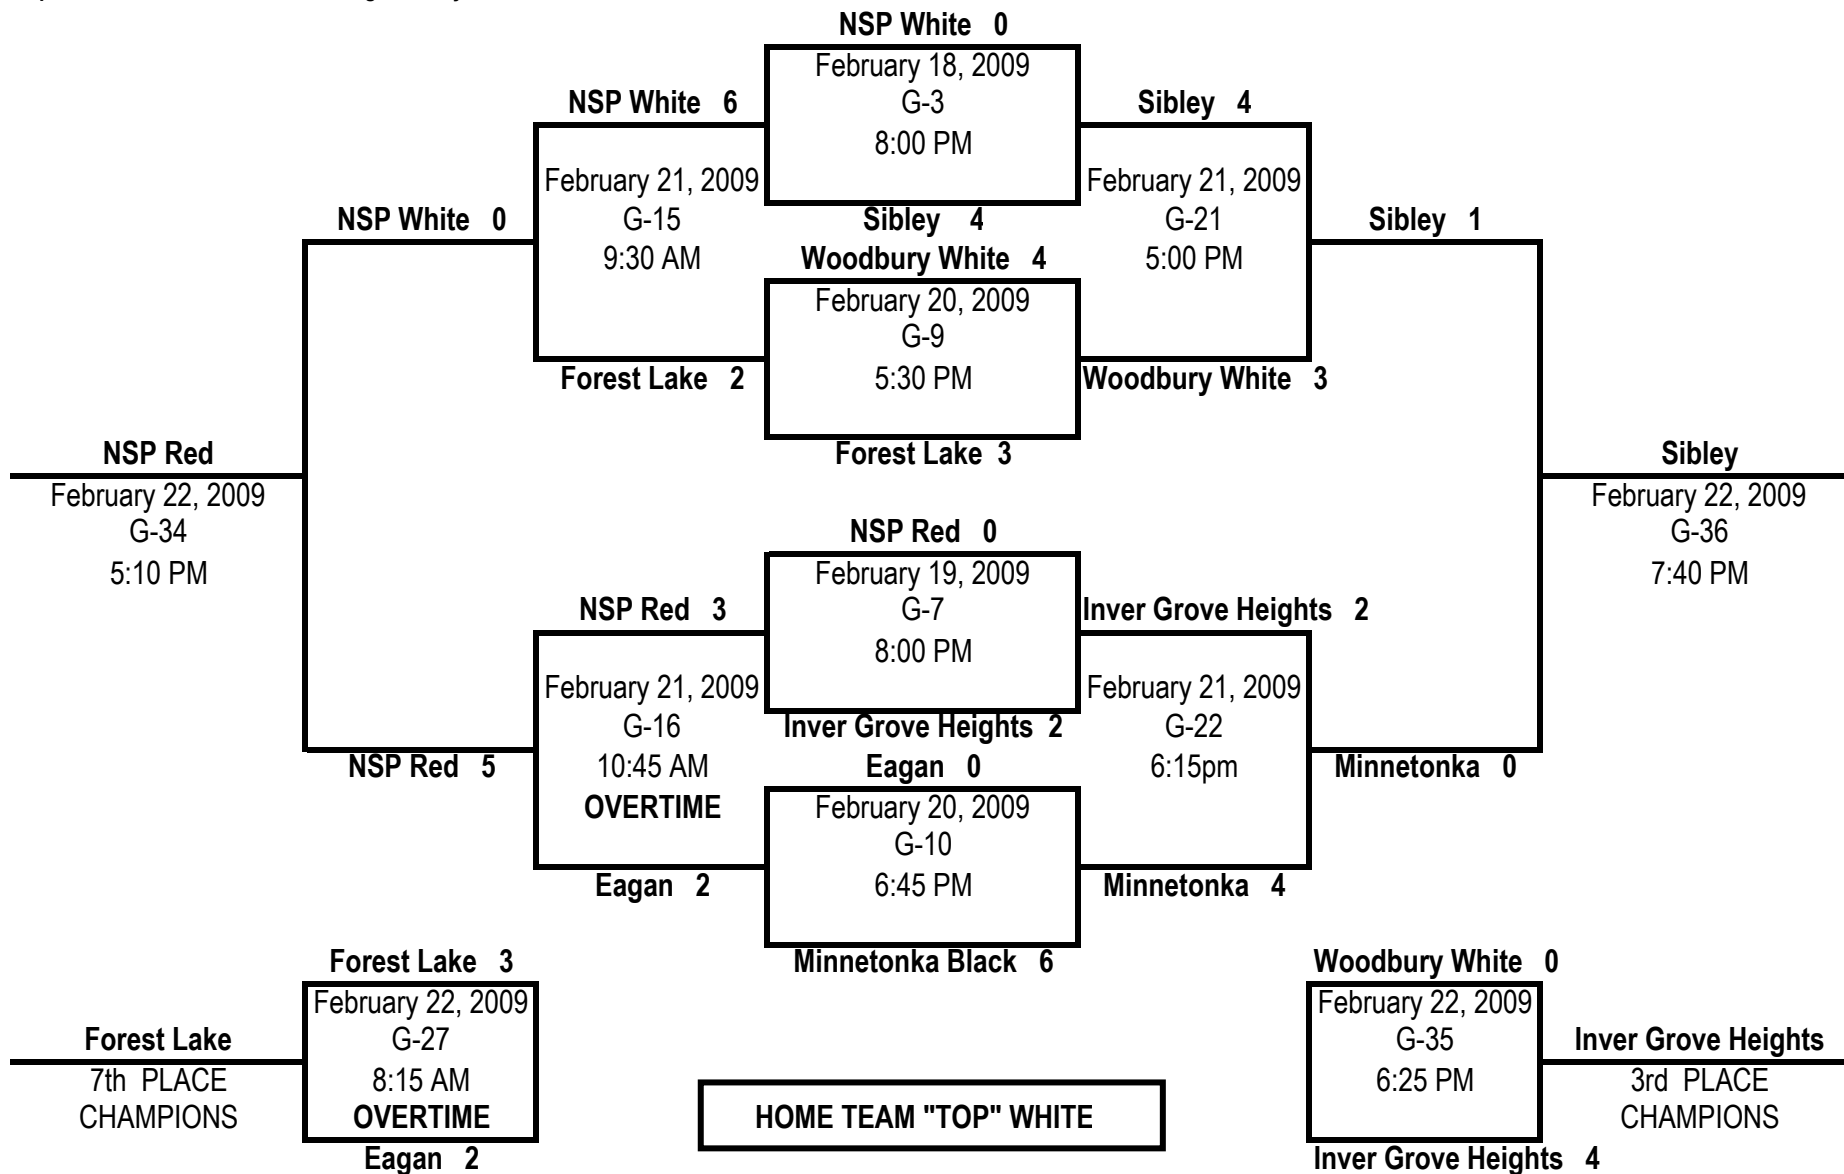 NSP White 0
February 18, 2009
G-3
8:00 PM
Sibley 4
NSP White 6
February 21, 2009
G-15
9:30 AM
Forest Lake 2
Sibley 4
February 21, 2009
G-21
5:00 PM
Woodbury White 3
NSP White 0
Woodbury White 4
February 20, 2009
G-9
5:30 PM
Forest Lake 3
Sibley 1
NSP Red
February 22, 2009
G-34
5:10 PM
Sibley
February 22, 2009
G-36
7:40 PM
NSP Red 0
February 19, 2009
G-7
8:00 PM
Inver Grove Heights 2
NSP Red 3
February 21, 2009
G-16
10:45 AM
OVERTIME
Eagan 2
Inver Grove Heights 2
February 21, 2009
G-22
6:15pm
Minnetonka 4
NSP Red 5
Eagan 0
February 20, 2009
G-10
6:45 PM
Minnetonka Black 6
Minnetonka 0
Forest Lake 3
February 22, 2009
G-27
8:15 AM
OVERTIME
Eagan 2
Forest Lake
7th PLACE
CHAMPIONS
HOME TEAM "TOP" WHITE
Woodbury White 0
February 22, 2009
G-35
6:25 PM
Inver Grove Heights 4
Inver Grove Heights
3rd PLACE
CHAMPIONS